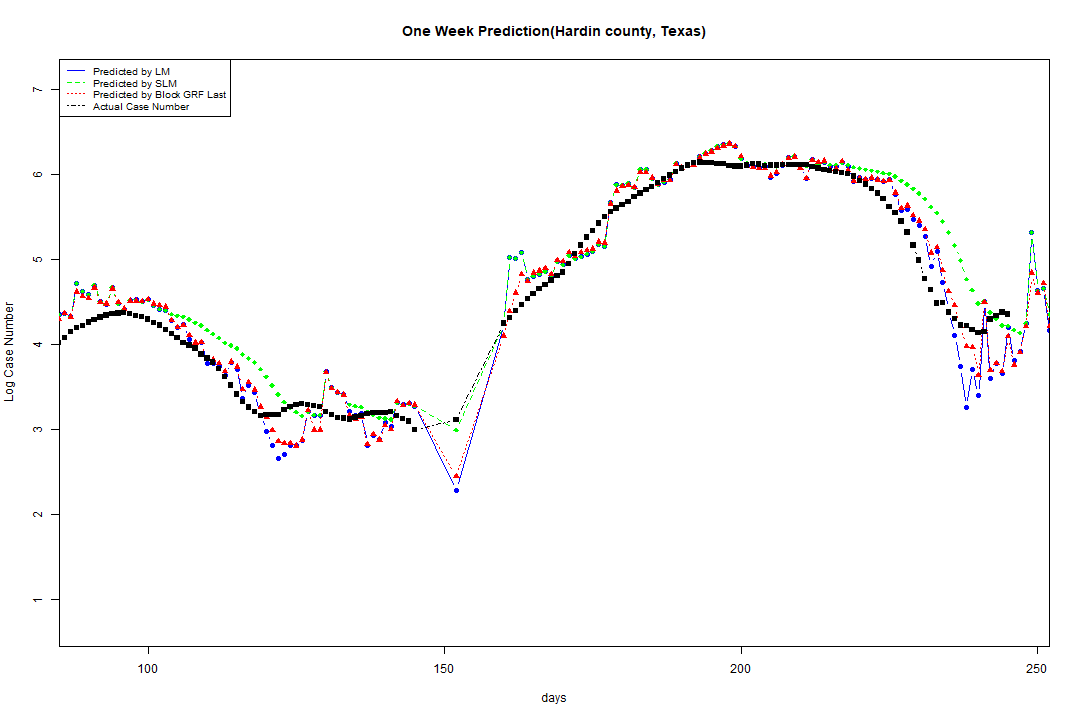 One Week Prediction(Hardin county, Texas)
Predicted by LM
Predicted by SLM
Predicted by Block GRF Last
Actual Case Number
7
6
5
4
3
2
1
Log Case Number
100
150
200
250
days